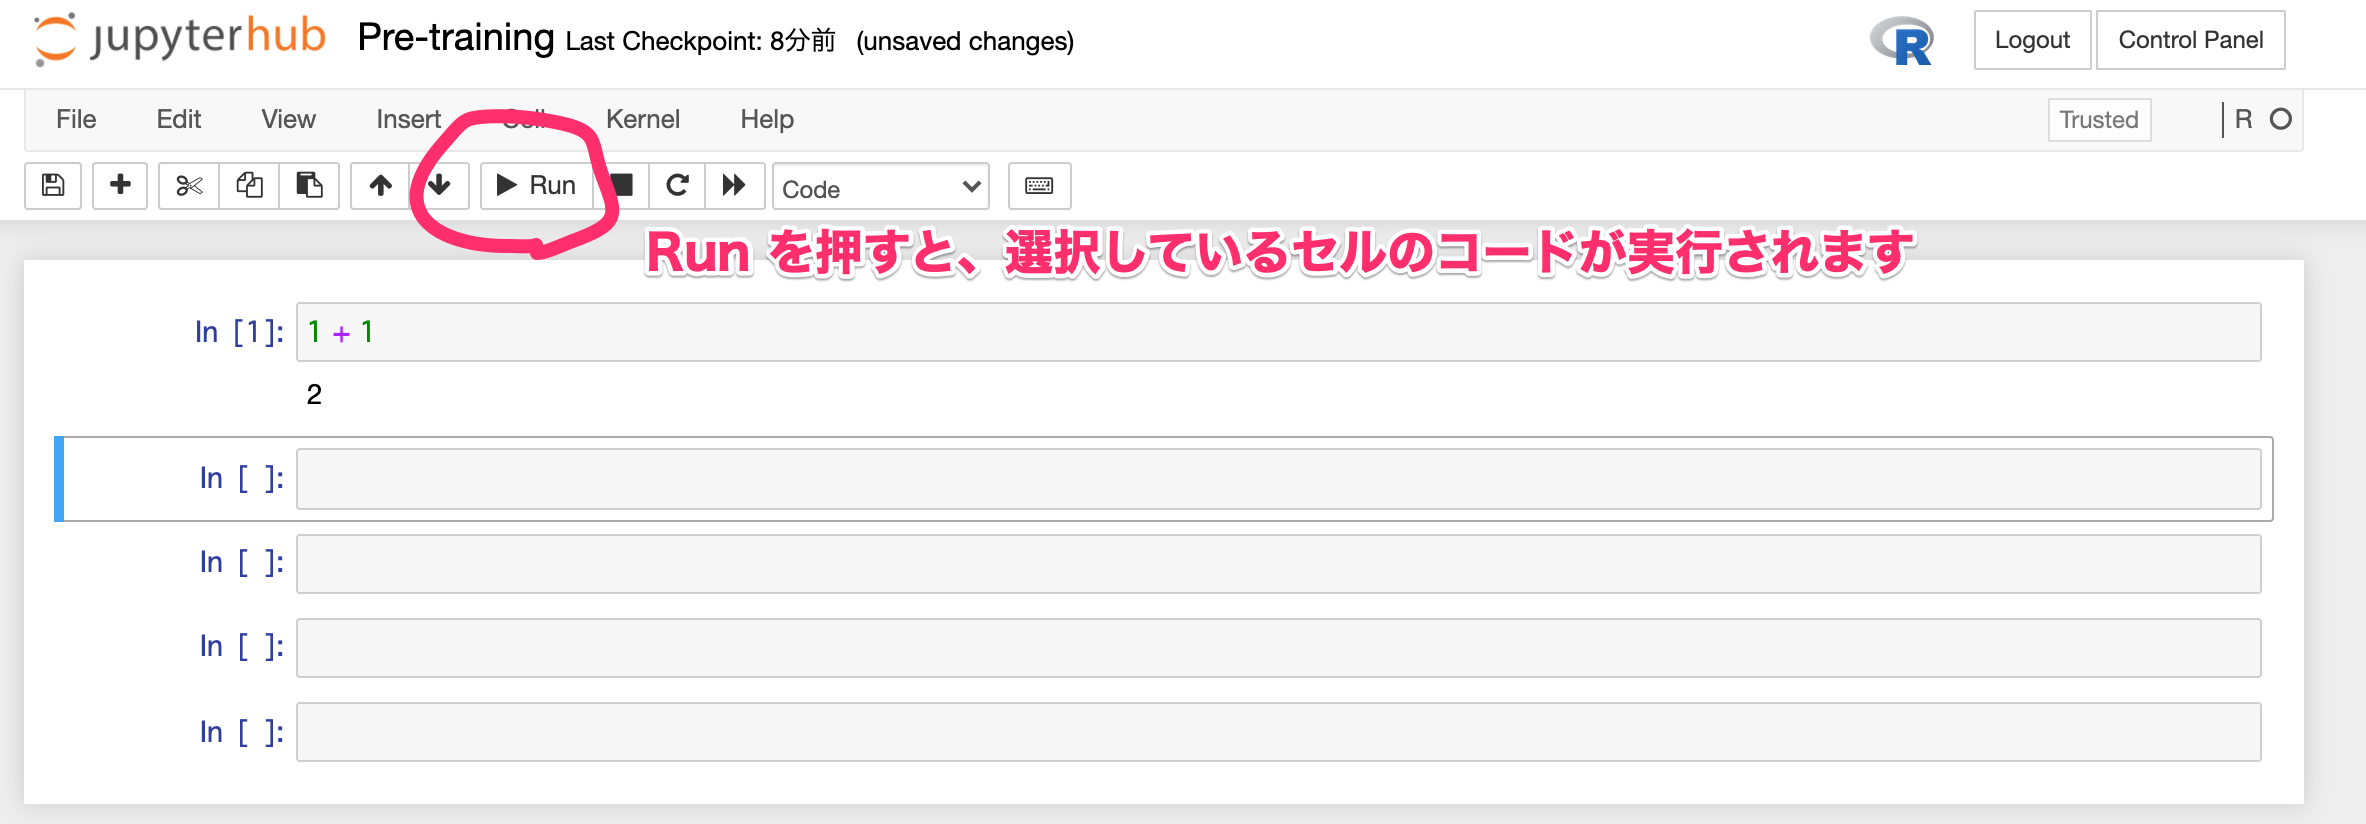 jupyterhub Pre-training Last Checkpoint: 8分前 (unsaved changes) R Logout Control Panel
File Edit View Insert Cell Kernel Help Trusted R
Run Code
Run を押すと、選択しているセルのコードが実行されます
In [1]: 1 + 1
2
In [ ]:
In [ ]:
In [ ]:
In [ ]: